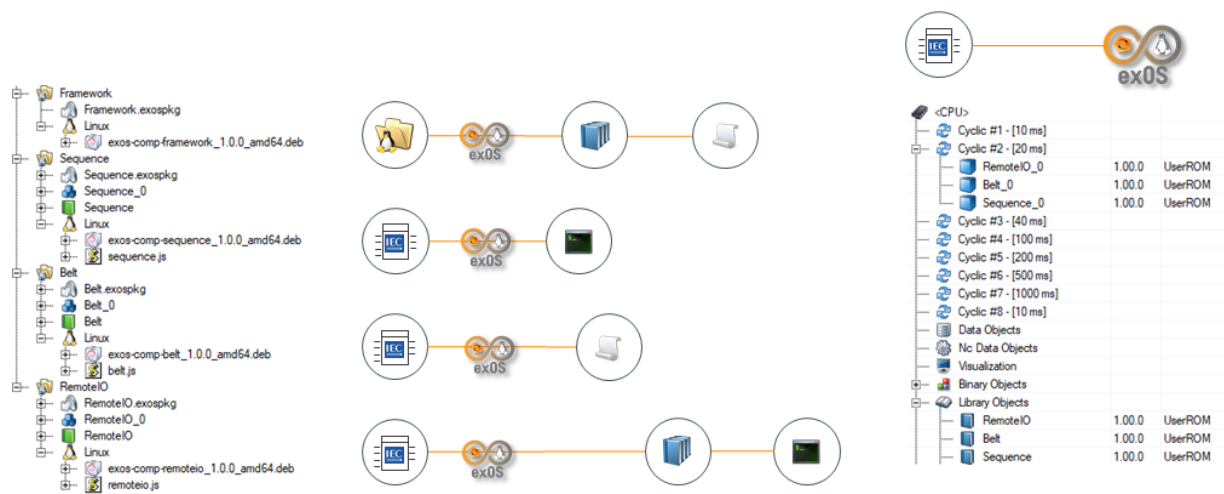 Framework
Framework.exospkg
Linux
exos-comp-framework_1.0.0_amd64.deb
Sequence
Sequence.exospkg
Sequence_0
Sequence
Linux
exos-comp-sequence_1.0.0_amd64.deb
sequence.js
Belt
Belt.exospkg
Belt_0
Belt
Linux
exos-comp-belt_1.0.0_amd64.deb
belt.js
RemoteIO
RemoteIO.exospkg
RemoteIO_0
RemoteIO
Linux
exos-comp-remoteio_1.0.0_amd64.deb
remoteio.js
exOS
IEC
exOS
IEC
exOS
IEC
exOS
IEC
exOS
<CPU>
Cyclic #1 - [10 ms]
Cyclic #2 - [20 ms]
RemoteIO_0 1.00.0 UserROM
Belt_0 1.00.0 UserROM
Sequence_0 1.00.0 UserROM
Cyclic #3 - [40 ms]
Cyclic #4 - [100 ms]
Cyclic #5 - [200 ms]
Cyclic #6 - [500 ms]
Cyclic #7 - [1000 ms]
Cyclic #8 - [10 ms]
Data Objects
Nc Data Objects
Visualization
Binary Objects
Library Objects
RemoteIO 1.00.0 UserROM
Belt 1.00.0 UserROM
Sequence 1.00.0 UserROM